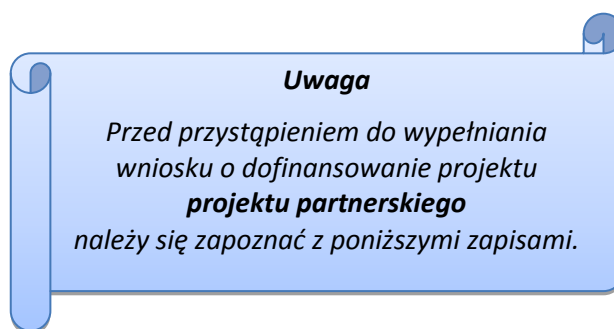 Uwaga
Przed przystąpieniem do wypełniania
wniosku o dofinansowanie projektu
projektu partnerskiego
należy się zapoznać z poniższymi zapisami.